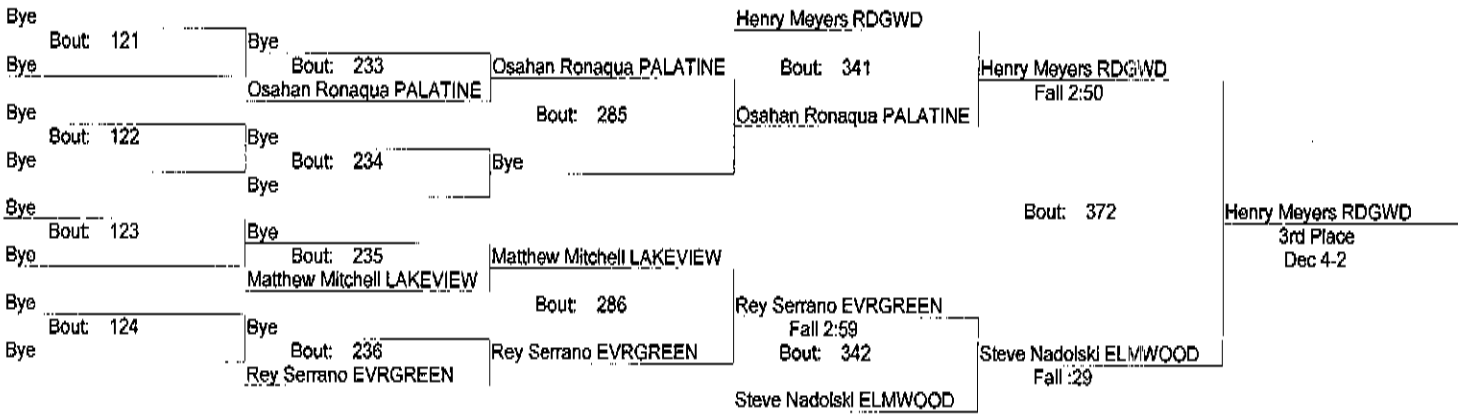 Bye
Bout: 121
Bye
Bye
Bout: 122
Bye
Bye
Bout: 123
Bye
Bye
Bout: 124
Bye
Bye
Bout: 233
Osahan Ronaqua PALATINE
Bye
Bout: 234
Bye
Bye
Bout: 235
Matthew Mitchell LAKEVIEW
Bye
Bout: 236
Rey Serrano EVRGREEN
Osahan Ronaqua PALATINE
Bout: 285
Bye
Matthew Mitchell LAKEVIEW
Bout: 286
Rey Serrano EVRGREEN
Henry Meyers RDGWD
Bout: 341
Osahan Ronaqua PALATINE
Rey Serrano EVRGREEN
Fall 2:59
Bout: 342
Steve Nadolski ELMWOOD
Henry Meyers RDGWD
Fall 2:50
Bout: 372
Steve Nadolski ELMWOOD
Fall :29
Henry Meyers RDGWD
3rd Place
Dec 4-2